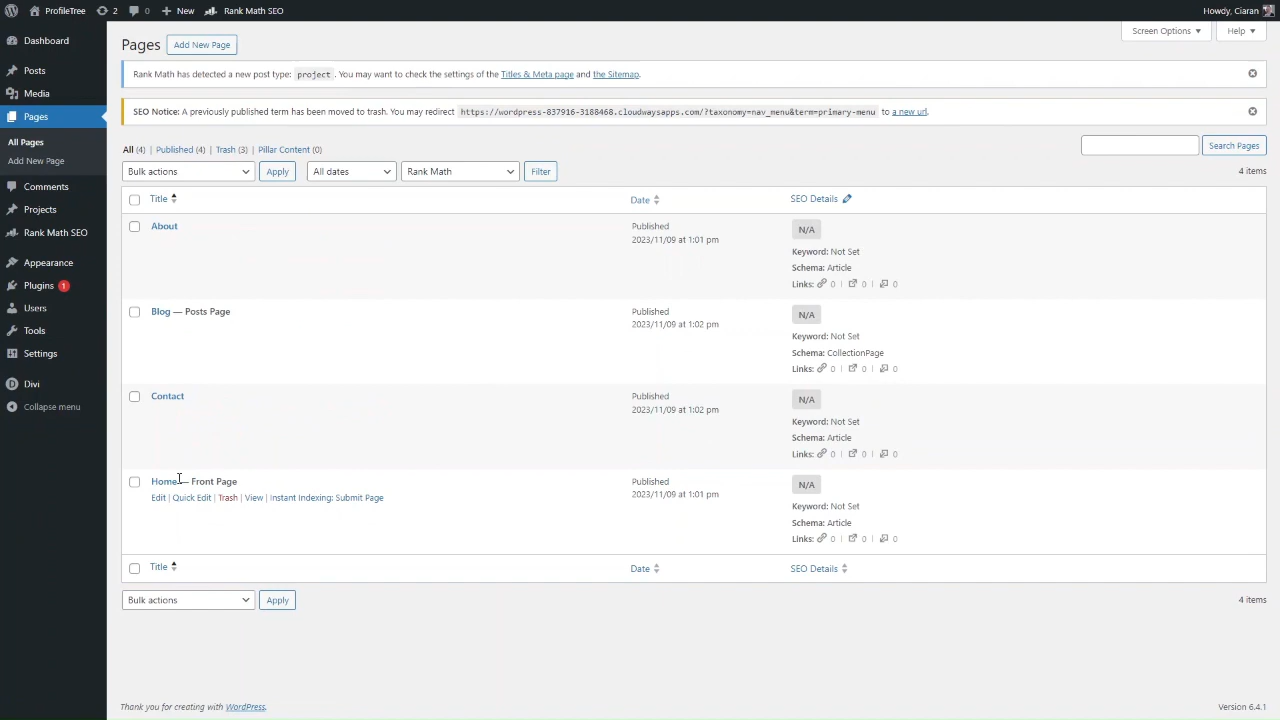 ProfileTree 2 0 New Rank Math SEO Howdy, Ciaran
Dashboard
Posts
Media
Pages
All Pages
Add New Page
Comments
Projects
Rank Math SEO
Appearance
Plugins 1
Users
Tools
Settings
Divi
Collapse menu
Screen Options Help
Pages Add New Page
Rank Math has detected a new post type: project . You may want to check the settings of the Titles & Meta page and the Sitemap.
SEO Notice: A previously published term has been moved to trash. You may redirect https://wordpress-837916-3188468.cloudwaysapps.com/?taxonomy=nav_menu&term=primary-menu to a new url.
All (4) | Published (4) | Trash (3) | Pillar Content (0)
Search Pages
Bulk actions Apply All dates Rank Math Filter 4 items
Title Date SEO Details
About Published N/A
2023/11/09 at 1:01 pm
Keyword: Not Set
Schema: Article
Links: 0 | 0 | 0
Blog — Posts Page Published N/A
2023/11/09 at 1:02 pm
Keyword: Not Set
Schema: CollectionPage
Links: 0 | 0 | 0
Contact Published N/A
2023/11/09 at 1:02 pm
Keyword: Not Set
Schema: Article
Links: 0 | 0 | 0
Home — Front Page Published N/A
Edit | Quick Edit | Trash | View | Instant Indexing: Submit Page 2023/11/09 at 1:01 pm
Keyword: Not Set
Schema: Article
Links: 0 | 0 | 0
Title Date SEO Details
Bulk actions Apply 4 items
Thank you for creating with WordPress. Version 6.4.1